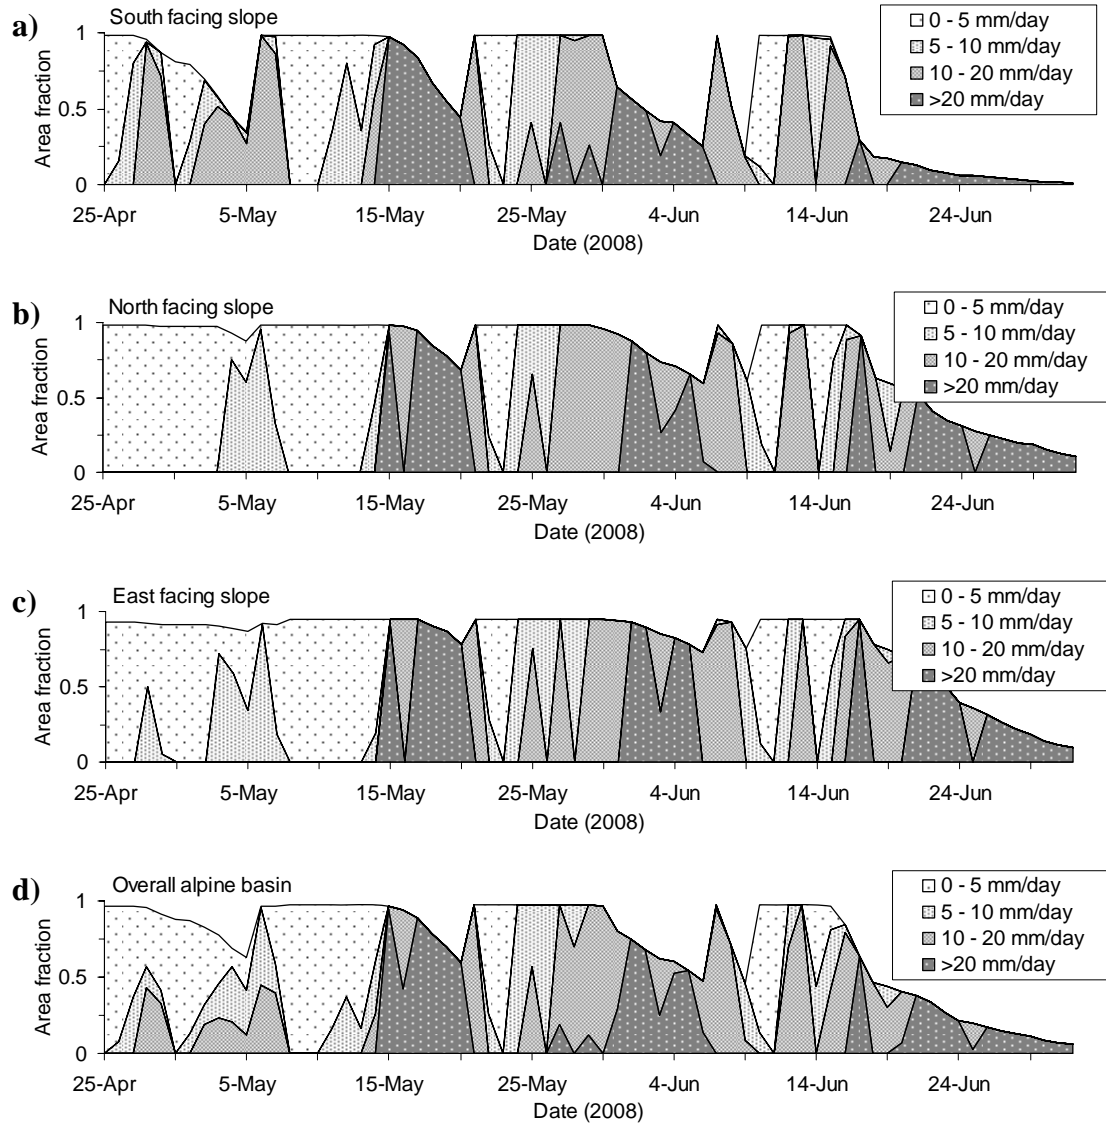 a)
South facing slope
0 - 5 mm/day
5 - 10 mm/day
10 - 20 mm/day
>20 mm/day
Area fraction
1
0.5
0
25-Apr 5-May 15-May 25-May 4-Jun 14-Jun 24-Jun
Date (2008)
b)
North facing slope
0 - 5 mm/day
5 - 10 mm/day
10 - 20 mm/day
>20 mm/day
Area fraction
1
0.5
0
25-Apr 5-May 15-May 25-May 4-Jun 14-Jun 24-Jun
Date (2008)
c)
East facing slope
0 - 5 mm/day
5 - 10 mm/day
10 - 20 mm/day
>20 mm/day
Area fraction
1
0.5
0
25-Apr 5-May 15-May 25-May 4-Jun 14-Jun 24-Jun
Date (2008)
d)
Overall alpine basin
0 - 5 mm/day
5 - 10 mm/day
10 - 20 mm/day
>20 mm/day
Area fraction
1
0.5
0
25-Apr 5-May 15-May 25-May 4-Jun 14-Jun 24-Jun
Date (2008)